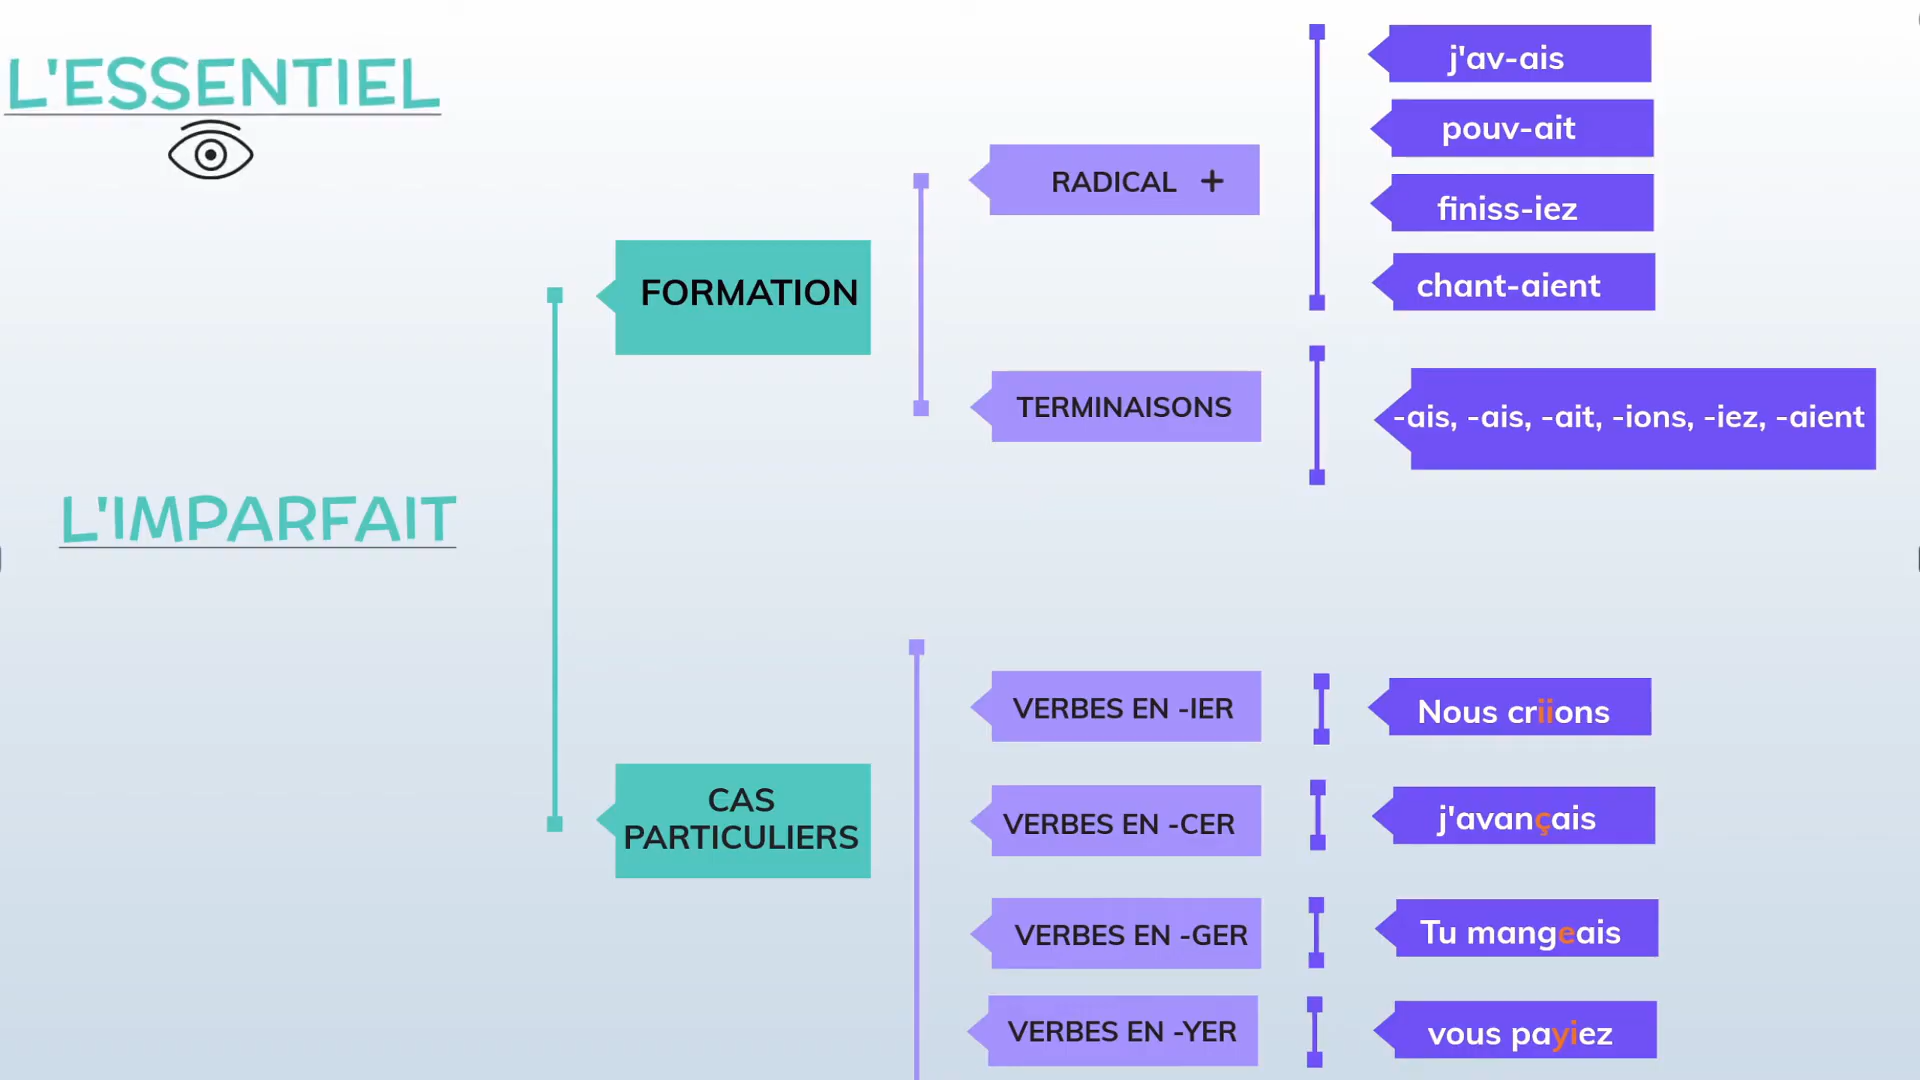 L'ESSENTIEL
L'IMPARFAIT
FORMATION
RADICAL +
j'av-ais
pouv-ait
finiss-iez
chant-aient
TERMINAISONS
-ais, -ais, -ait, -ions, -iez, -aient
CAS
PARTICULIERS
VERBES EN -IER
Nous criions
VERBES EN -CER
j'avançais
VERBES EN -GER
Tu mangeais
VERBES EN -YER
vous payiez